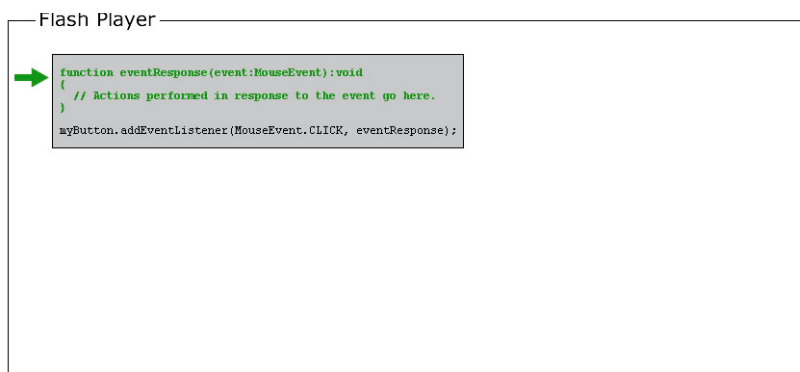 Flash Player
function eventResponse(event:MouseEvent):void
{
// Actions performed in response to the event go here.
}
myButton.addEventListener(MouseEvent.CLICK, eventResponse);